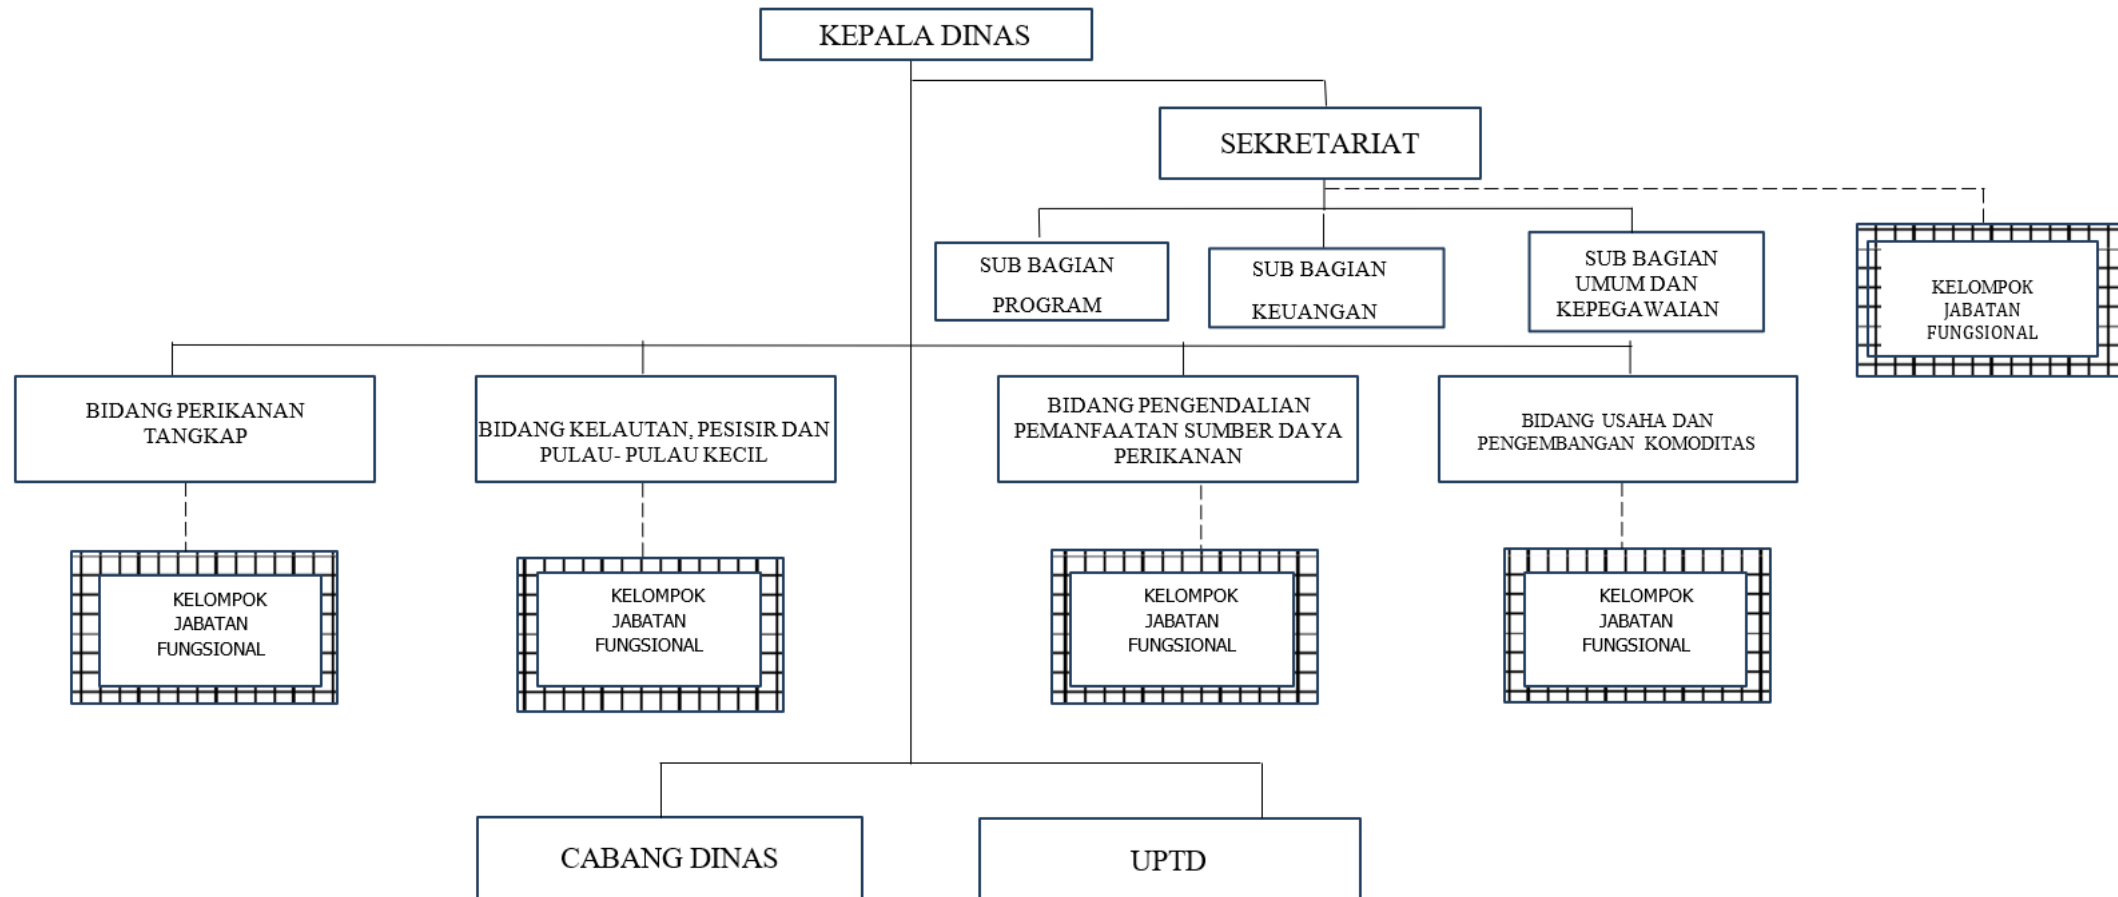 KEPALA DINAS
SEKRETARIAT
SUB BAGIAN
PROGRAM
SUB BAGIAN
KEUANGAN
SUB BAGIAN
UMUM DAN
KEPEGAWAIAN
KELOMPOK
JABATAN
FUNGSIONAL
BIDANG PERIKANAN
TANGKAP
BIDANG KELAUTAN, PESISIR DAN
PULAU- PULAU KECIL
BIDANG PENGENDALIAN
PEMANFAATAN SUMBER DAYA
PERIKANAN
BIDANG USAHA DAN
PENGEMBANGAN KOMODITAS
KELOMPOK
JABATAN
FUNGSIONAL
KELOMPOK
JABATAN
FUNGSIONAL
KELOMPOK
JABATAN
FUNGSIONAL
KELOMPOK
JABATAN
FUNGSIONAL
CABANG DINAS
UPTD